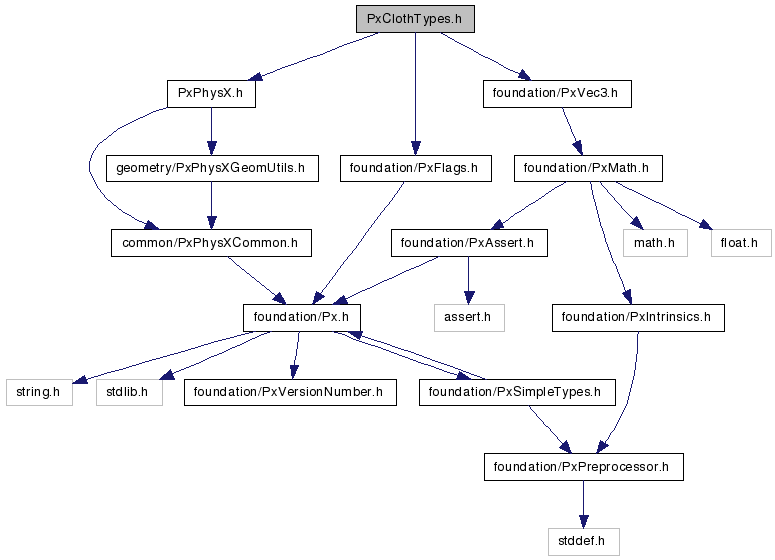 PxClothTypes.h
PxPhysX.h
foundation/PxVec3.h
geometry/PxPhysXGeomUtils.h
foundation/PxFlags.h
foundation/PxMath.h
common/PxPhysXCommon.h
foundation/PxAssert.h
math.h
float.h
foundation/Px.h
assert.h
foundation/PxIntrinsics.h
string.h
stdlib.h
foundation/PxVersionNumber.h
foundation/PxSimpleTypes.h
foundation/PxPreprocessor.h
stddef.h